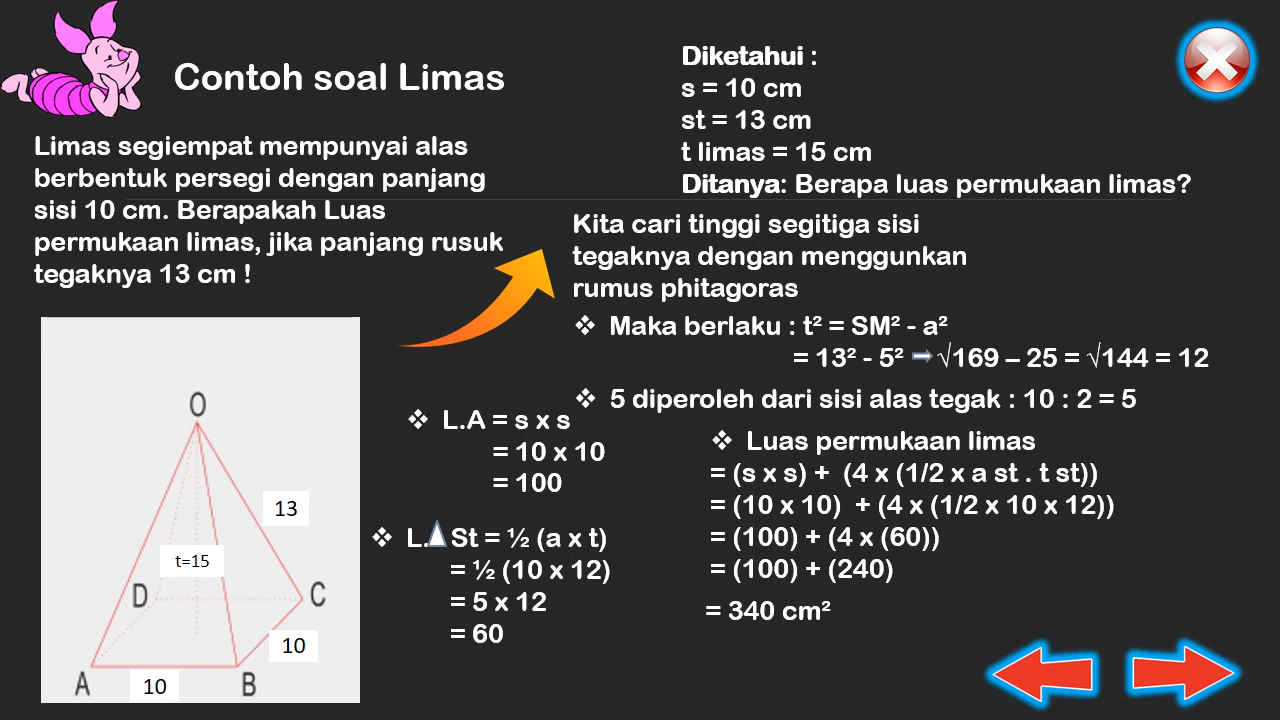 Contoh soal Limas
Limas segiempat mempunyai alas
berbentuk persegi dengan panjang
sisi 10 cm. Berapakah Luas
permukaan limas, jika panjang rusuk
tegaknya 13 cm !
Diketahui :
s = 10 cm
st = 13 cm
t limas = 15 cm
Ditanya: Berapa luas permukaan limas?
Kita cari tinggi segitiga sisi
tegaknya dengan menggunkan
rumus phitagoras
❖ Maka berlaku : t² = SM² - a²
= 13² - 5² ➡ √169 – 25 = √144 = 12
❖ 5 diperoleh dari sisi alas tegak : 10 : 2 = 5
O
13
t=15
D
C
10
A
10
B
❖ L.A = s x s
= 10 x 10
= 100
❖ L. St = ½ (a x t)
= ½ (10 x 12)
= 5 x 12
= 60
❖ Luas permukaan limas
= (s x s) + (4 x (1/2 x a st . t st))
= (10 x 10) + (4 x (1/2 x 10 x 12))
= (100) + (4 x (60))
= (100) + (240)
= 340 cm²